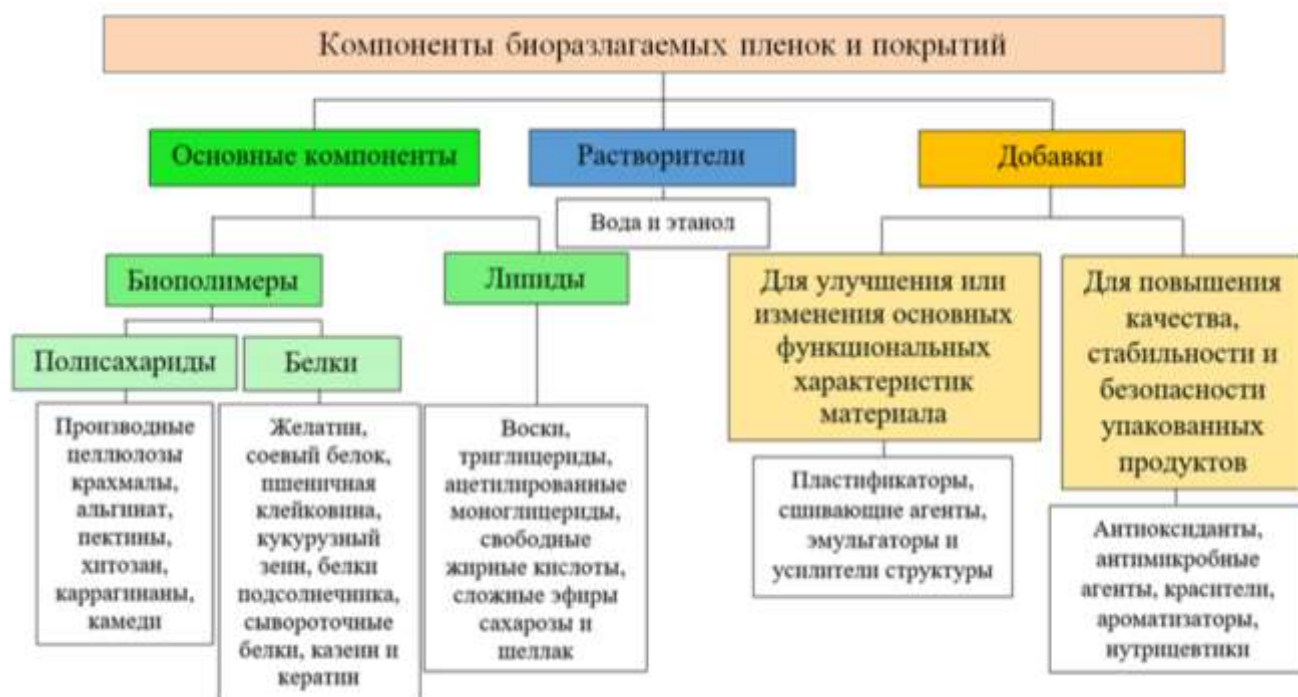 Компоненты биоразлагаемых пленок и покрытий
Основные компоненты
Растворители
Добавки
Вода и этанол
Биополимеры
Липиды
Для улучшения или
изменения основных
функциональных
характеристик
материала
Для повышения
качества,
стабильности и
безопасности
упакованных
продуктов
Полисахариды
Белки
Производные
целлюлозы
крахмалы,
альгинат,
пектины,
хитозан,
каррагинаны,
камеди
Желатин,
соевый белок,
пшеничная
клейковина,
кукурузный
зеин, белки
подсолнечника,
сывороточные
белки, казеин и
кератин
Воски,
триглицериды,
ацетилированные
моноглицериды,
свободные
жирные кислоты,
сложные эфиры
сахарозы и
шеллак
Пластификаторы,
сшивающие агенты,
эмульгаторы и
усилители структуры
Антиоксиданты,
антимикробные
агенты, красители,
ароматизаторы,
нутрицевтики